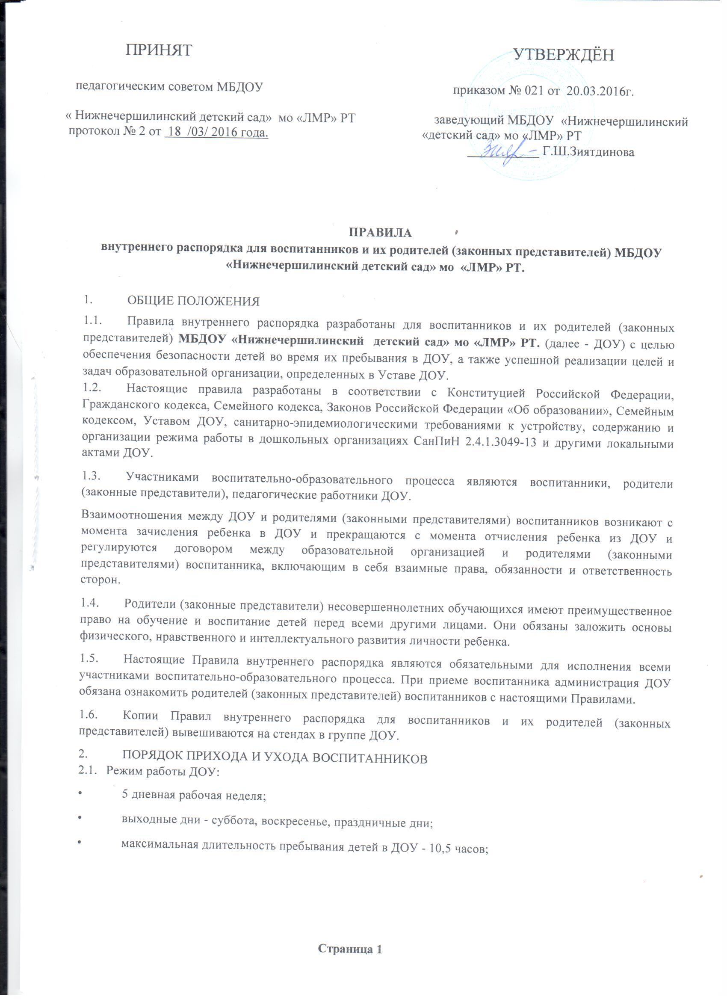 ПРИНЯТ
УТВЕРЖДЁН
педагогическим советом МБДОУ
приказом № 021 от 20.03.2016г.
« Нижнечершилинский детский сад» мо «ЛМР» РТ
протокол № 2 от 18 /03/ 2016 года.
заведующий МБДОУ «Нижнечершилинский
«детский сад» мо «ЛМР» РТ
Г.Ш.Зиятдинова
ПРАВИЛА
внутреннего распорядка для воспитанников и их родителей (законных представителей) МБДОУ
«Нижнечершилинский детский сад» мо «ЛМР» РТ.
1. ОБЩИЕ ПОЛОЖЕНИЯ
1.1. Правила внутреннего распорядка разработаны для воспитанников и их родителей (законных
представителей) МБДОУ «Нижнечершилинский детский сад» мо «ЛМР» РТ. (далее - ДОУ) с целью
обеспечения безопасности детей во время их пребывания в ДОУ, а также успешной реализации целей и
задач образовательной организации, определенных в Уставе ДОУ.
1.2. Настоящие правила разработаны в соответствии с Конституцией Российской Федерации,
Гражданского кодекса, Семейного кодекса, Законов Российской Федерации «Об образовании», Семейным
кодексом, Уставом ДОУ, санитарно-эпидемиологическими требованиями к устройству, содержанию и
организации режима работы в дошкольных организациях СанПиН 2.4.1.3049-13 и другими локальными
актами ДОУ.
1.3. Участниками воспитательно-образовательного процесса являются воспитанники, родители
(законные представители), педагогические работники ДОУ.
Взаимоотношения между ДОУ и родителями (законными представителями) воспитанников возникают с
момента зачисления ребенка в ДОУ и прекращаются с момента отчисления ребенка из ДОУ и
регулируются договором между образовательной организацией и родителями (законными
представителями) воспитанника, включающим в себя взаимные права, обязанности и ответственность
сторон.
1.4. Родители (законные представители) несовершеннолетних обучающихся имеют преимущественное
право на обучение и воспитание детей перед всеми другими лицами. Они обязаны заложить основы
физического, нравственного и интеллектуального развития личности ребенка.
1.5. Настоящие Правила внутреннего распорядка являются обязательными для исполнения всеми
участниками воспитательно-образовательного процесса. При приеме воспитанника администрация ДОУ
обязана ознакомить родителей (законных представителей) воспитанников с настоящими Правилами.
1.6. Копии Правил внутреннего распорядка для воспитанников и их родителей (законных
представителей) вывешиваются на стендах в группе ДОУ.
2. ПОРЯДОК ПРИХОДА И УХОДА ВОСПИТАННИКОВ
2.1. Режим работы ДОУ:
• 5 дневная рабочая неделя;
• выходные дни - суббота, воскресенье, праздничные дни;
• максимальная длительность пребывания детей в ДОУ - 10,5 часов;
Страница 1